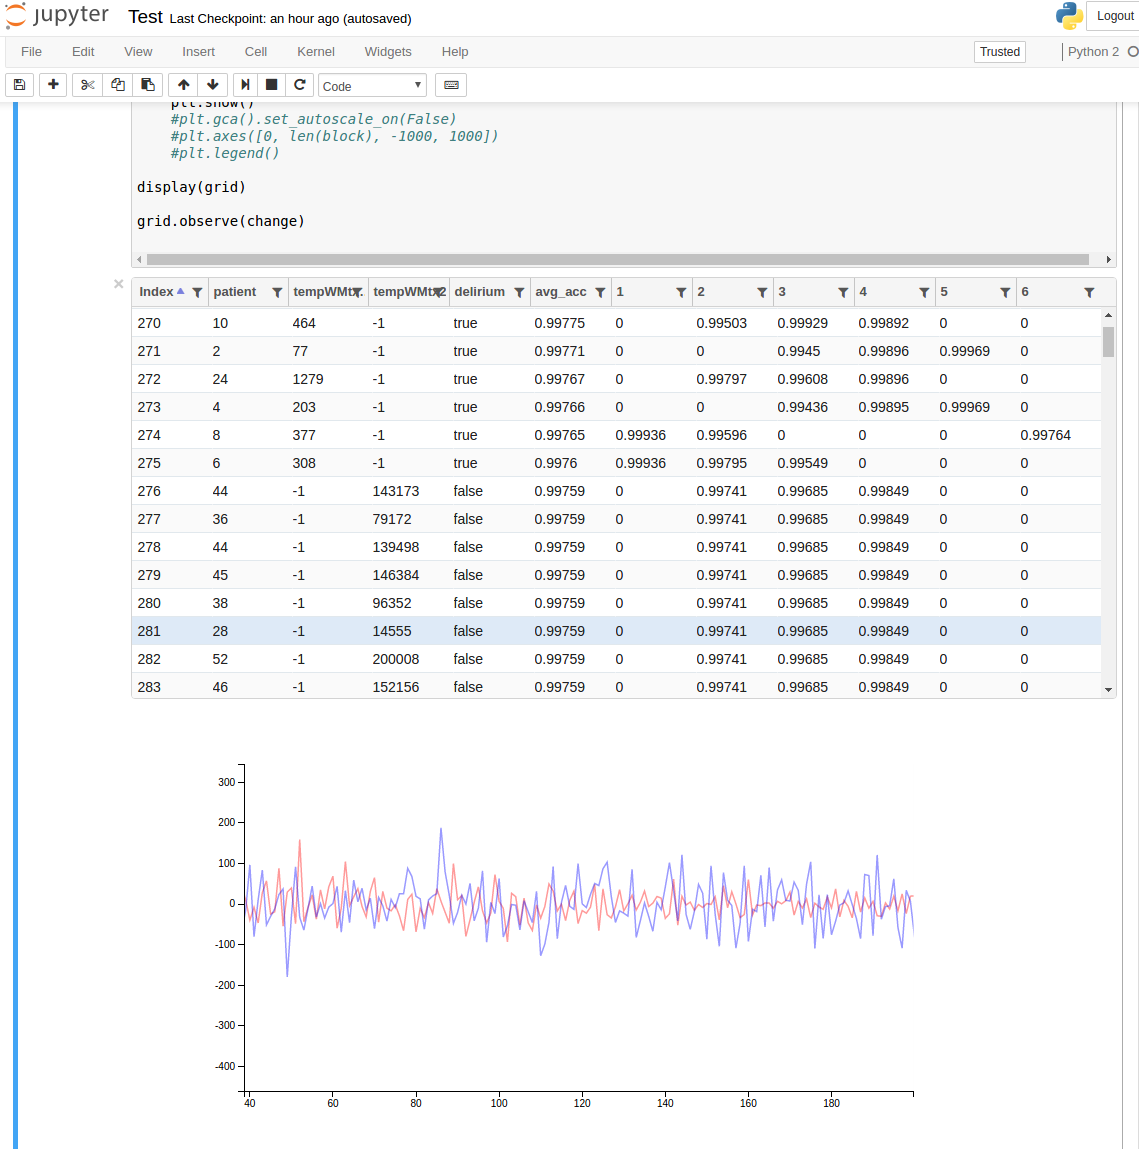 jupyter Test Last Checkpoint: an hour ago (autosaved) Logout
File Edit View Insert Cell Kernel Widgets Help Trusted Python 2
Code
plt.show()
#plt.gca().set_autoscale_on(False)
#plt.axes([0, len(block), -1000, 1000])
#plt.legend()
display(grid)
grid.observe(change)
Index patient tempWMtx. tempWMtx2 delirium avg_acc 1 2 3 4 5 6
270 10 464 -1 true 0.99775 0 0.99503 0.99929 0.99892 0 0
271 2 77 -1 true 0.99771 0 0 0.9945 0.99896 0.99969 0
272 24 1279 -1 true 0.99767 0 0.99797 0.99608 0.99896 0 0
273 4 203 -1 true 0.99766 0 0 0.99436 0.99895 0.99969 0
274 8 377 -1 true 0.99765 0.99936 0.99596 0 0 0 0.99764
275 6 308 -1 true 0.9976 0.99936 0.99795 0.99549 0 0 0
276 44 -1 143173 false 0.99759 0 0.99741 0.99685 0.99849 0 0
277 36 -1 79172 false 0.99759 0 0.99741 0.99685 0.99849 0 0
278 44 -1 139498 false 0.99759 0 0.99741 0.99685 0.99849 0 0
279 45 -1 146384 false 0.99759 0 0.99741 0.99685 0.99849 0 0
280 38 -1 96352 false 0.99759 0 0.99741 0.99685 0.99849 0 0
281 28 -1 14555 false 0.99759 0 0.99741 0.99685 0.99849 0 0
282 52 -1 200008 false 0.99759 0 0.99741 0.99685 0.99849 0 0
283 46 -1 152156 false 0.99759 0 0.99741 0.99685 0.99849 0 0
300
200
100
0
-100
-200
-300
-400
40 60 80 100 120 140 160 180